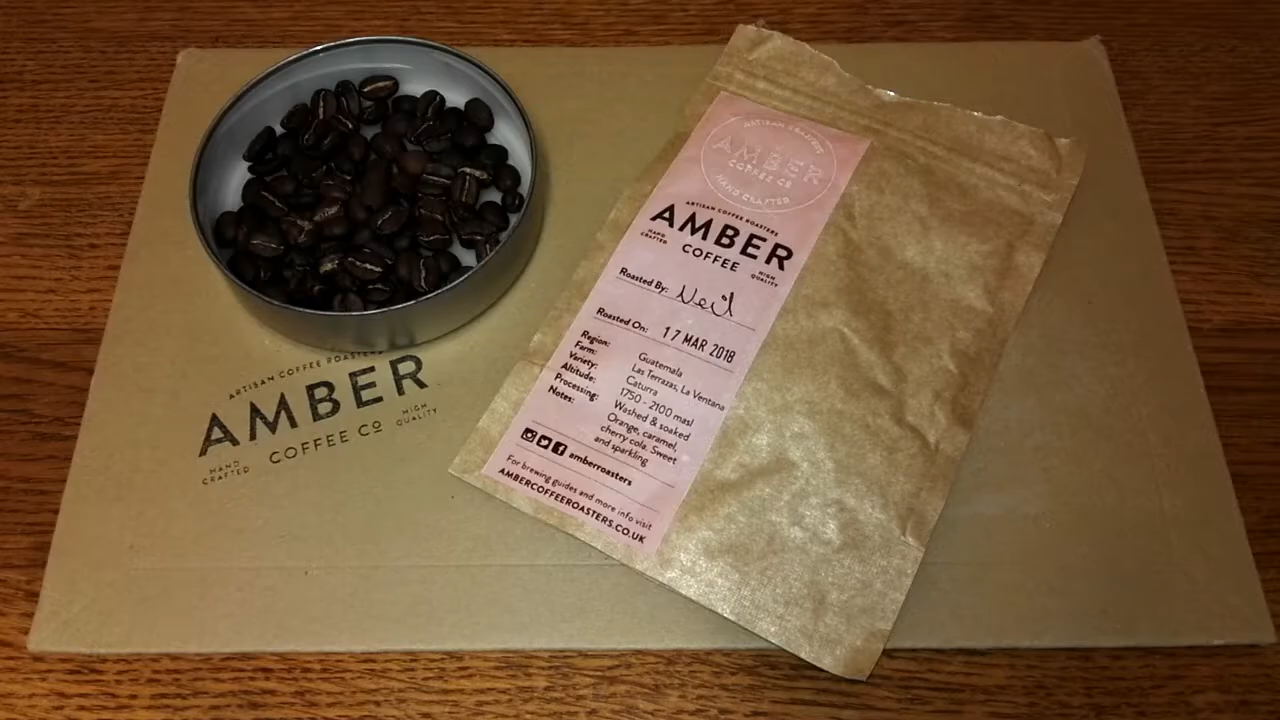 ARTISAN COFFEE ROASTERS
AMBER
COFFEE CO
HAND CRAFTED
HIGH QUALITY
ARTISAN ROASTERS
AMBER
COFFEE CO
HAND CRAFTED
ARTISAN COFFEE ROASTERS
AMBER
HAND CRAFTED
COFFEE
HIGH QUALITY
Roasted By: Neil
Roasted On: 17 MAR 2018
Region: Guatemala
Farm: Las Terrazas, La Ventana
Variety: Caturra
Altitude: 1750 - 2100 masl
Processing: Washed & soaked
Notes: Orange, caramel,
cherry cola. Sweet
and sparkling
amberroasters
For brewing guides and more info visit
AMBERCOFFEEROASTERS.CO.UK